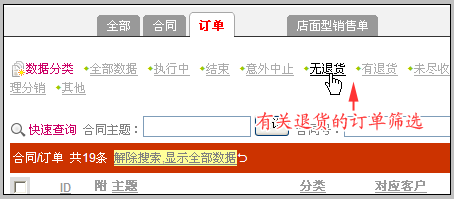 全部 合同 订单 店面型销售单
数据分类 全部数据 执行中 结束 意外中止 无退货 有退货 未尽收
理分销 其他
有关退货的订单筛选
快速查询 合同主题：
合同/订单 共19条 解除搜索,显示全部数据
ID 附 主题 分类 对应客户